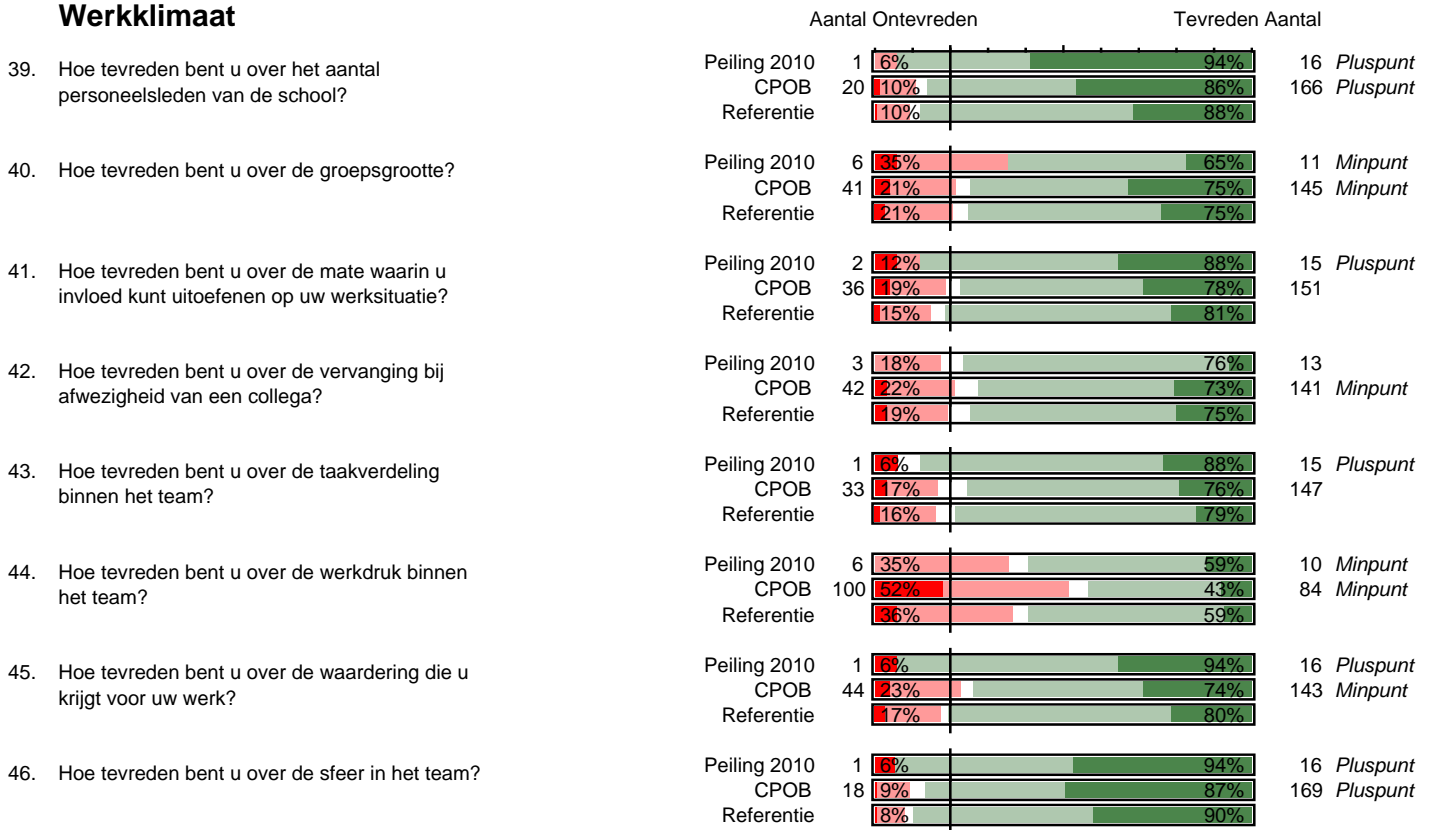 Werkklimaat
Aantal Ontevreden Tevreden Aantal
39. Hoe tevreden bent u over het aantal
personeelsleden van de school?
Peiling 2010 1 6% 94% 16 Pluspunt
CPOB 20 10% 86% 166 Pluspunt
Referentie 10% 88%
40. Hoe tevreden bent u over de groepsgrootte?
Peiling 2010 6 35% 65% 11 Minpunt
CPOB 41 21% 75% 145 Minpunt
Referentie 21% 75%
41. Hoe tevreden bent u over de mate waarin u
invloed kunt uitoefenen op uw werksituatie?
Peiling 2010 2 12% 88% 15 Pluspunt
CPOB 36 19% 78% 151
Referentie 15% 81%
42. Hoe tevreden bent u over de vervanging bij
afwezigheid van een collega?
Peiling 2010 3 18% 76% 13
CPOB 42 22% 73% 141 Minpunt
Referentie 19% 75%
43. Hoe tevreden bent u over de taakverdeling
binnen het team?
Peiling 2010 1 6% 88% 15 Pluspunt
CPOB 33 17% 76% 147
Referentie 16% 79%
44. Hoe tevreden bent u over de werkdruk binnen
het team?
Peiling 2010 6 35% 59% 10 Minpunt
CPOB 100 52% 43% 84 Minpunt
Referentie 36% 59%
45. Hoe tevreden bent u over de waardering die u
krijgt voor uw werk?
Peiling 2010 1 6% 94% 16 Pluspunt
CPOB 44 23% 74% 143 Minpunt
Referentie 17% 80%
46. Hoe tevreden bent u over de sfeer in het team?
Peiling 2010 1 6% 94% 16 Pluspunt
CPOB 18 9% 87% 169 Pluspunt
Referentie 8% 90%